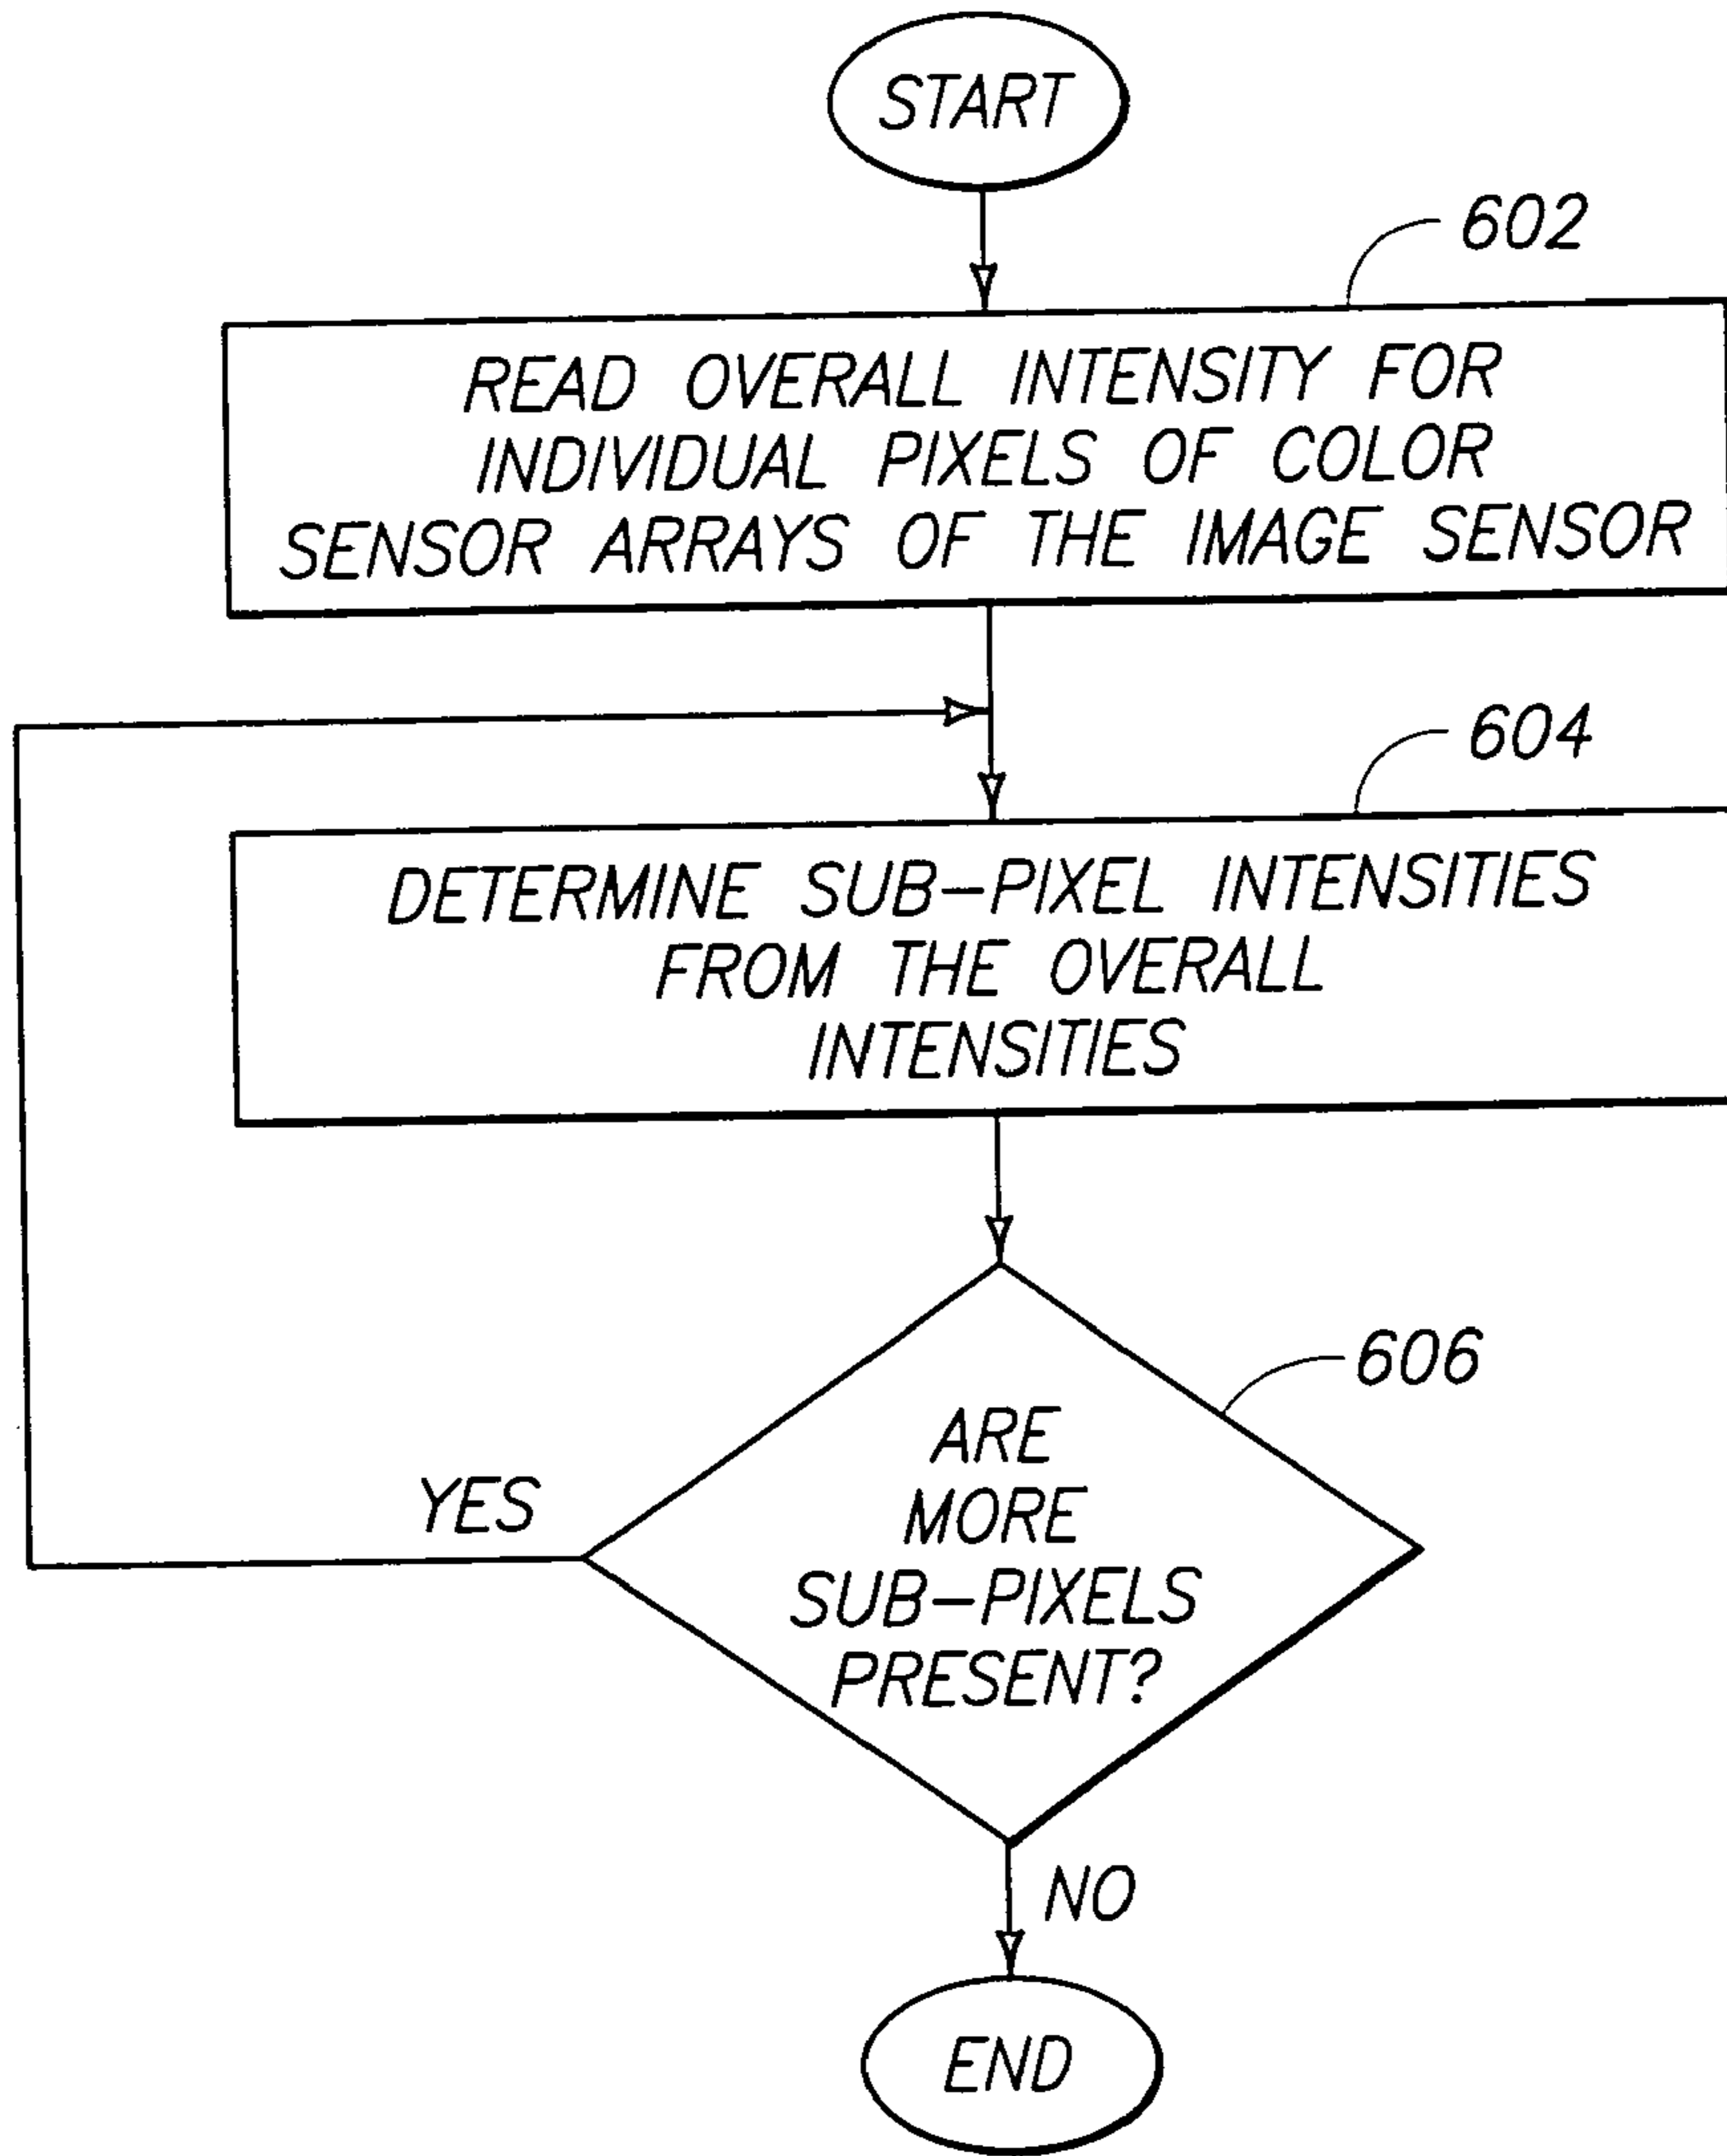 START
602
READ OVERALL INTENSITY FOR
INDIVIDUAL PIXELS OF COLOR
SENSOR ARRAYS OF THE IMAGE SENSOR
604
DETERMINE SUB-PIXEL INTENSITIES
FROM THE OVERALL
INTENSITIES
606
ARE
MORE
SUB-PIXELS
PRESENT?
YES
NO
END